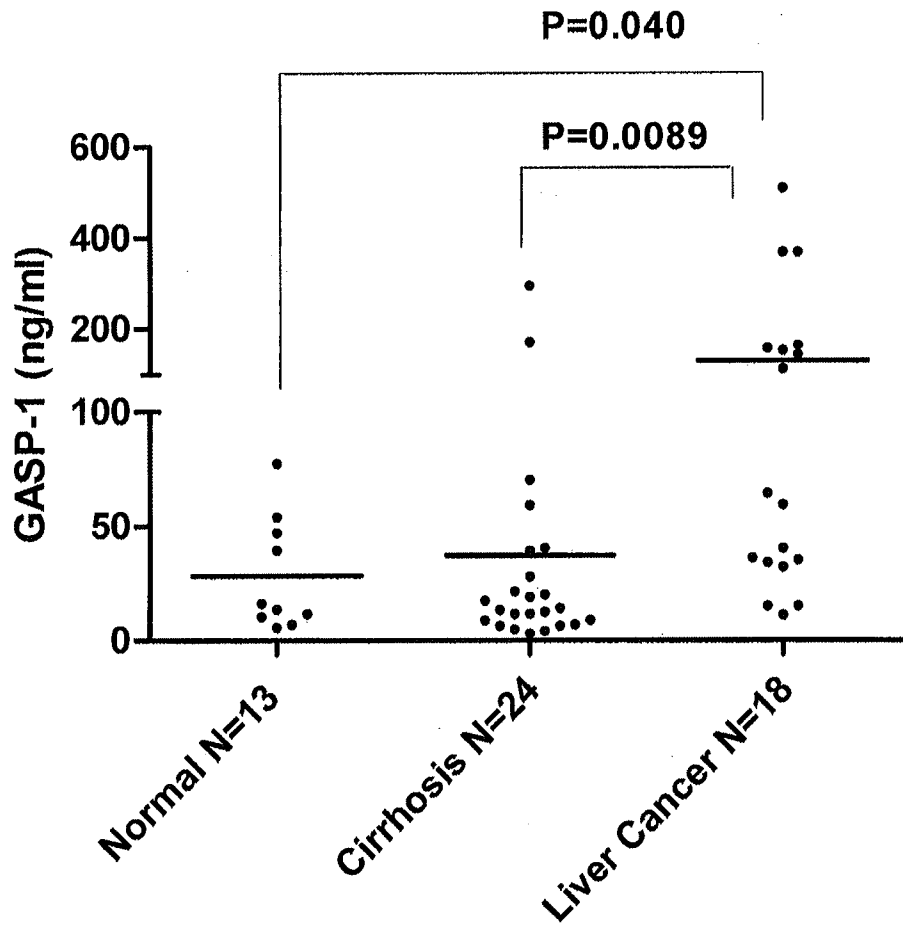 P=0.040
P=0.0089
GASP-1 (ng/ml)
600
400
200
100
50
0
Normal N=13
Cirrhosis N=24
Liver Cancer N=18